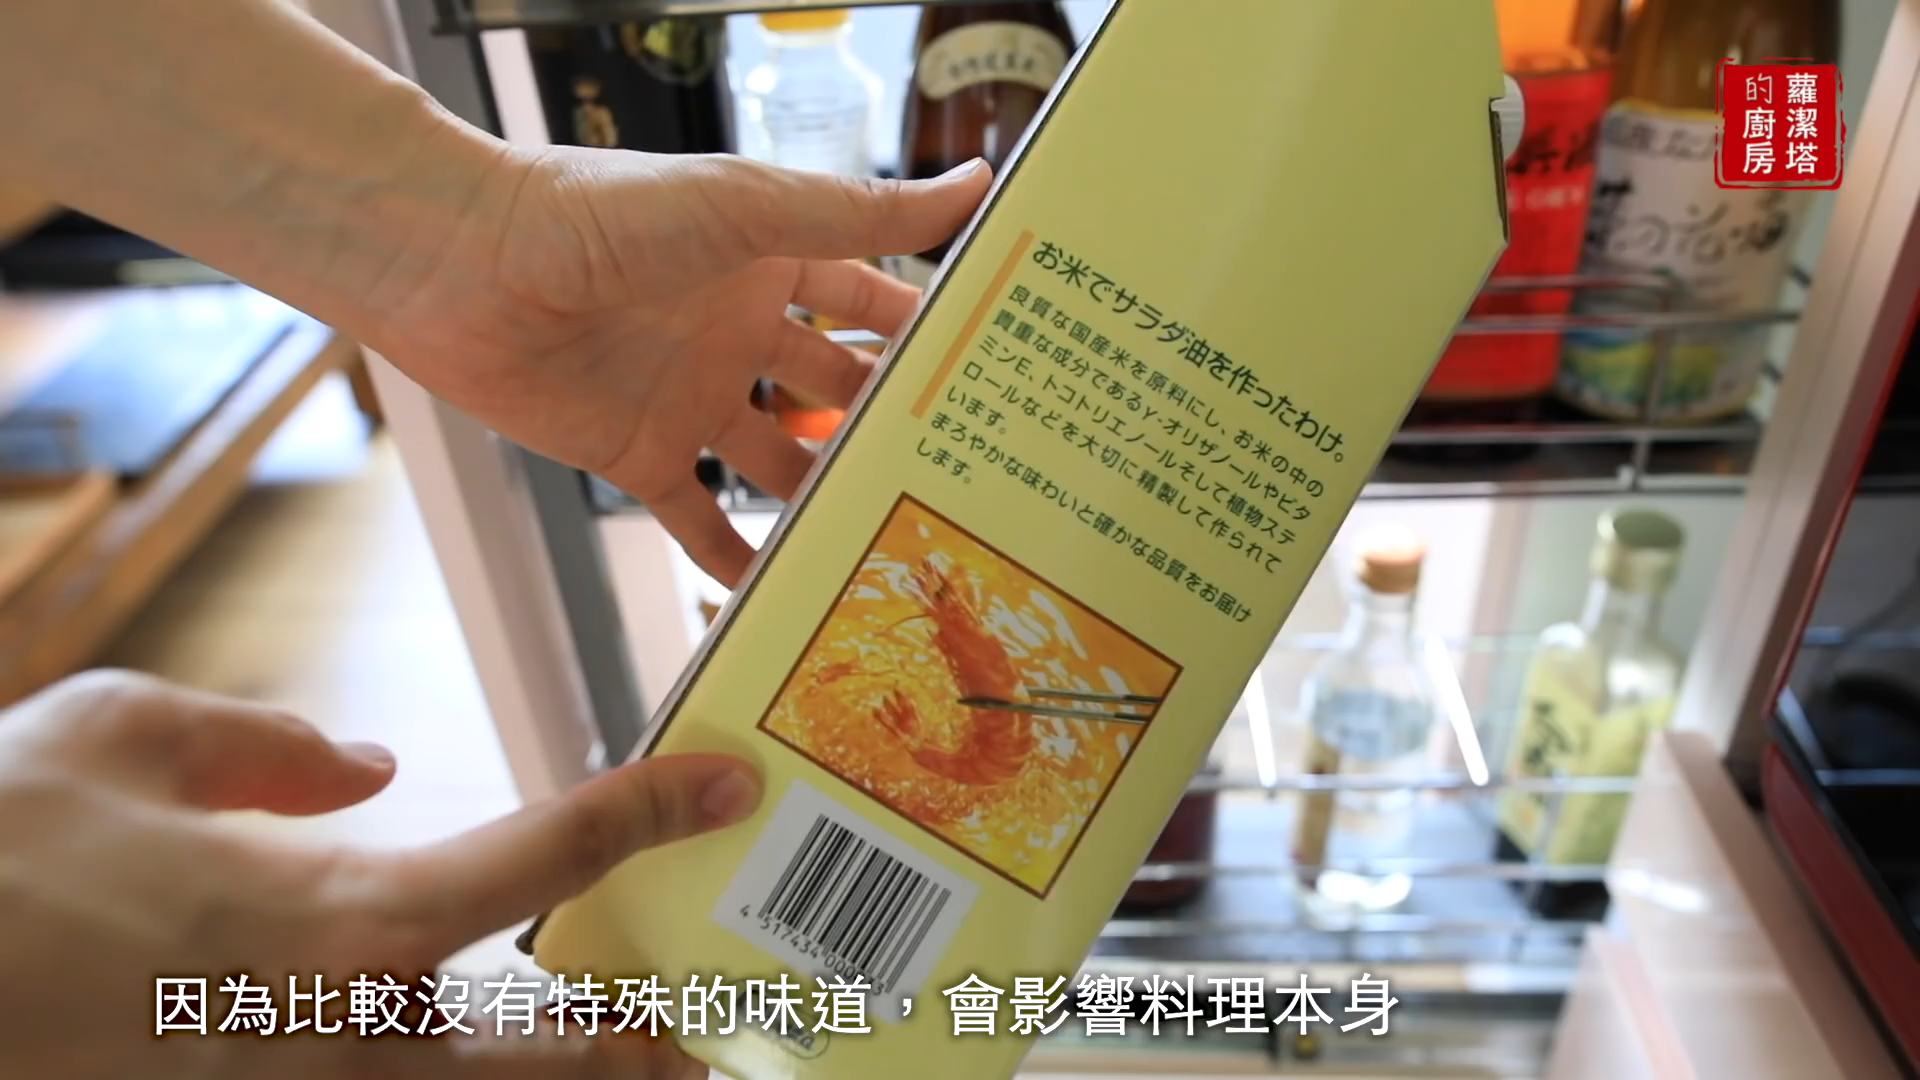 蘿潔塔
的廚房
お米でサラダ油を作ったわけ。
良質な国産米を原料にし、お米の中の
貴重な成分であるγ-オリザノールやビタ
ミンE、トコトリエノールそして植物ステ
ロールなどを大切に精製して作られて
います。
まろやかな味わいと確かな品質をお届け
します。
因為比較沒有特殊的味道，會影響料理本身